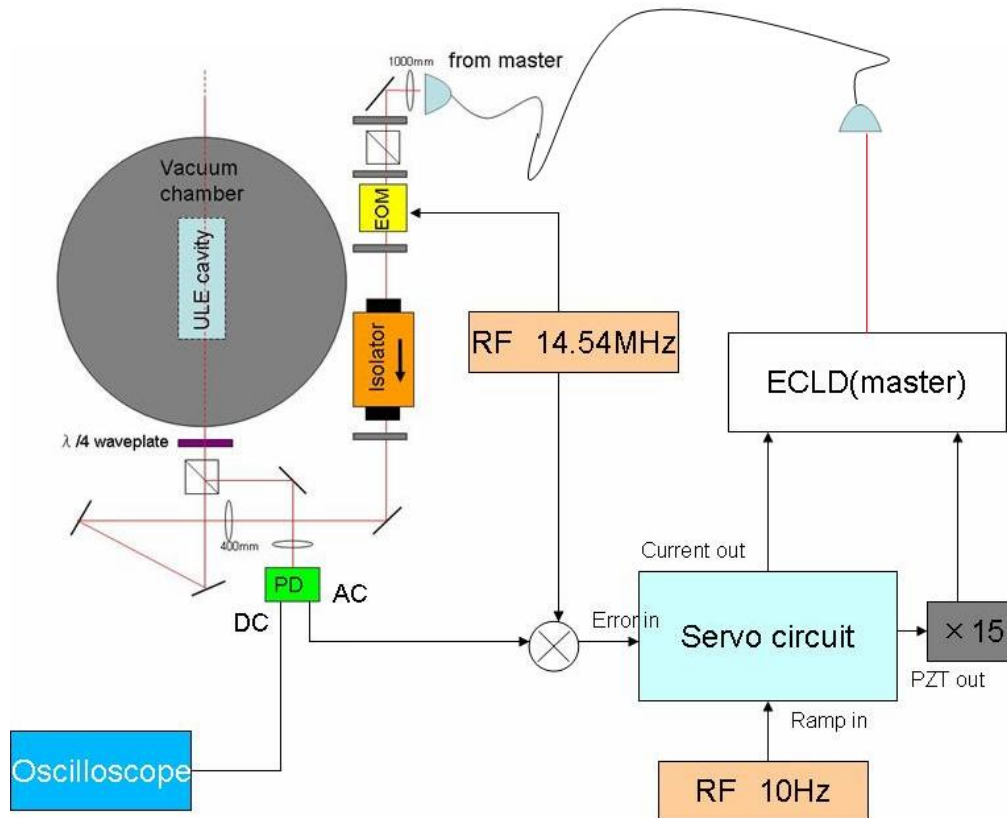 1000mm
from master
Vacuum
chamber
ULE cavity
EOM
Isolator
RF 14.54MHz
ECLD(master)
λ /4 waveplate
400mm
PD
AC
DC
Current out
Error in
Servo circuit
× 15
PZT out
Ramp in
Oscilloscope
RF 10Hz